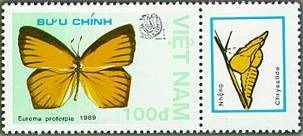 BƯU CHÍNH
VIỆT NAM
100đ
Eurema proterpia 1989
Nhộng
Chrysalide